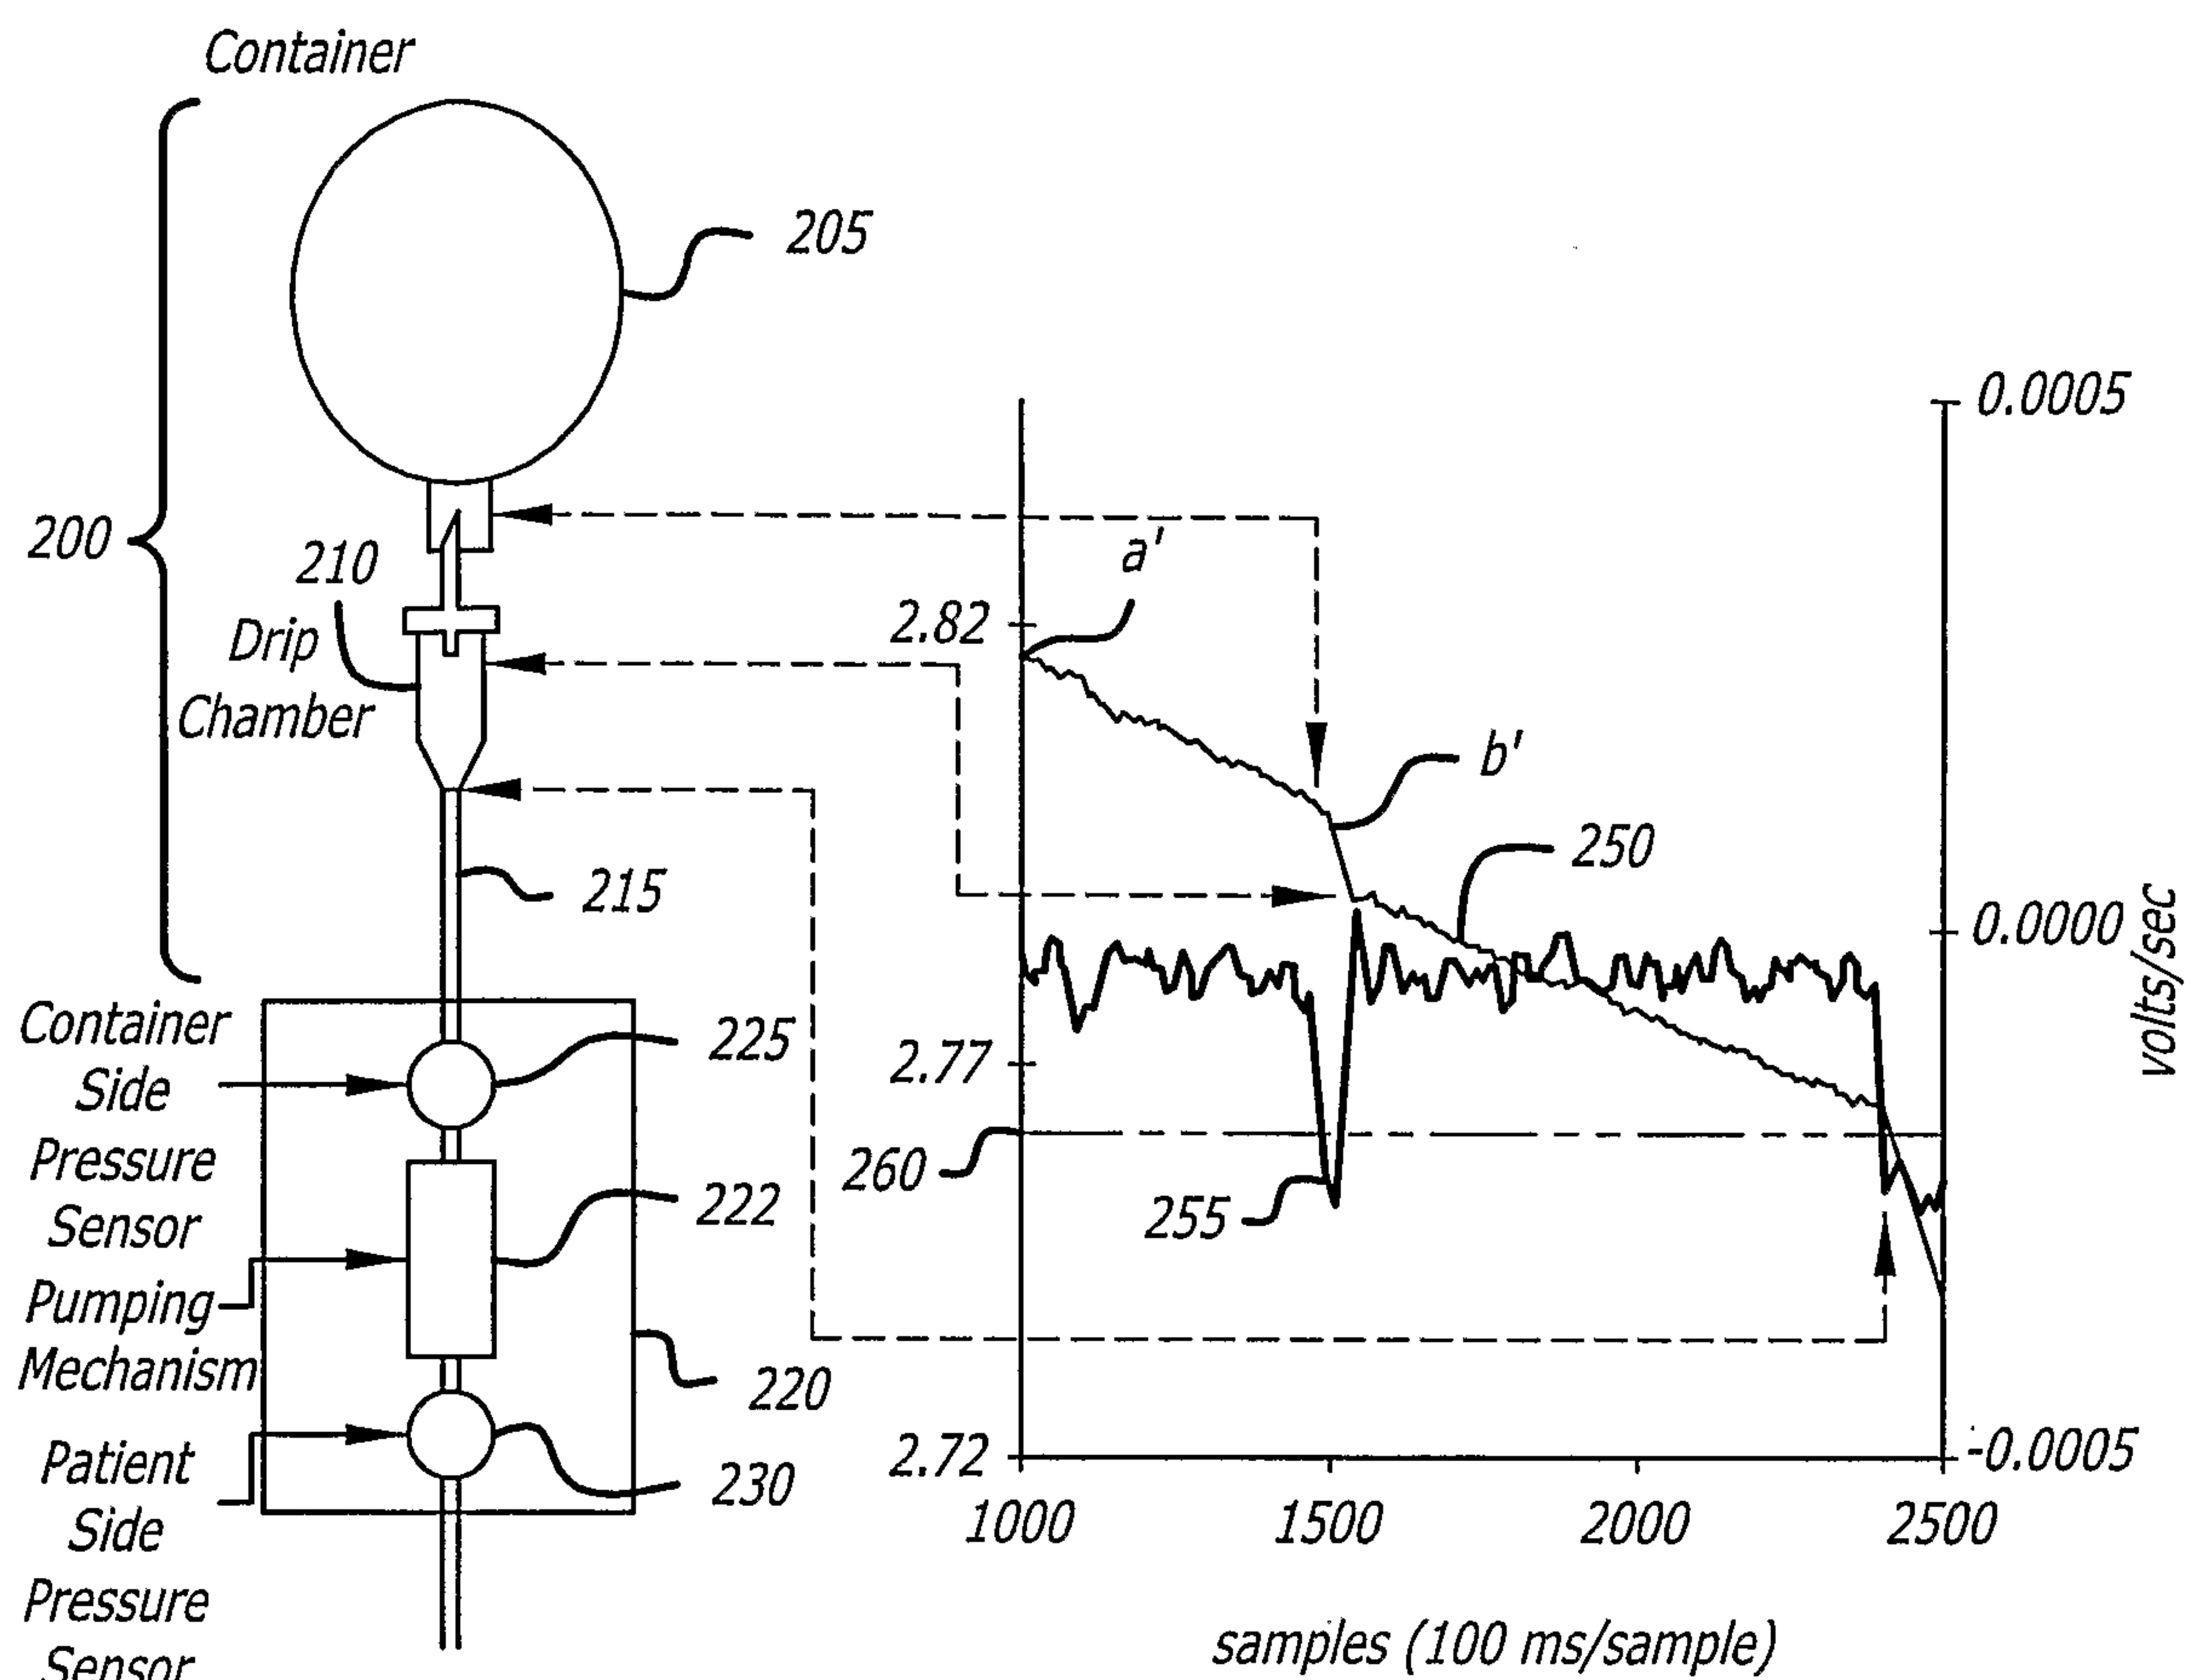 Container
205
200
210
Drip
Chamber
215
Container
Side
Pressure
Sensor
Pumping
Mechanism
Patient
Side
Pressure
Sensor
225
222
220
230
0.0005
a'
2.82
b'
250
0.0000
volts/sec
2.77
260
255
2.72
-0.0005
1000
1500
2000
2500
samples (100 ms/sample)